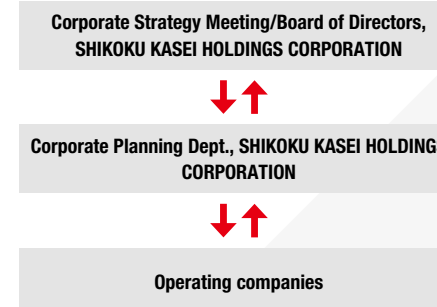 Corporate Strategy Meeting/Board of Directors,
SHIKOKU KASEI HOLDINGS CORPORATION
Corporate Planning Dept., SHIKOKU KASEI HOLDING
CORPORATION
Operating companies